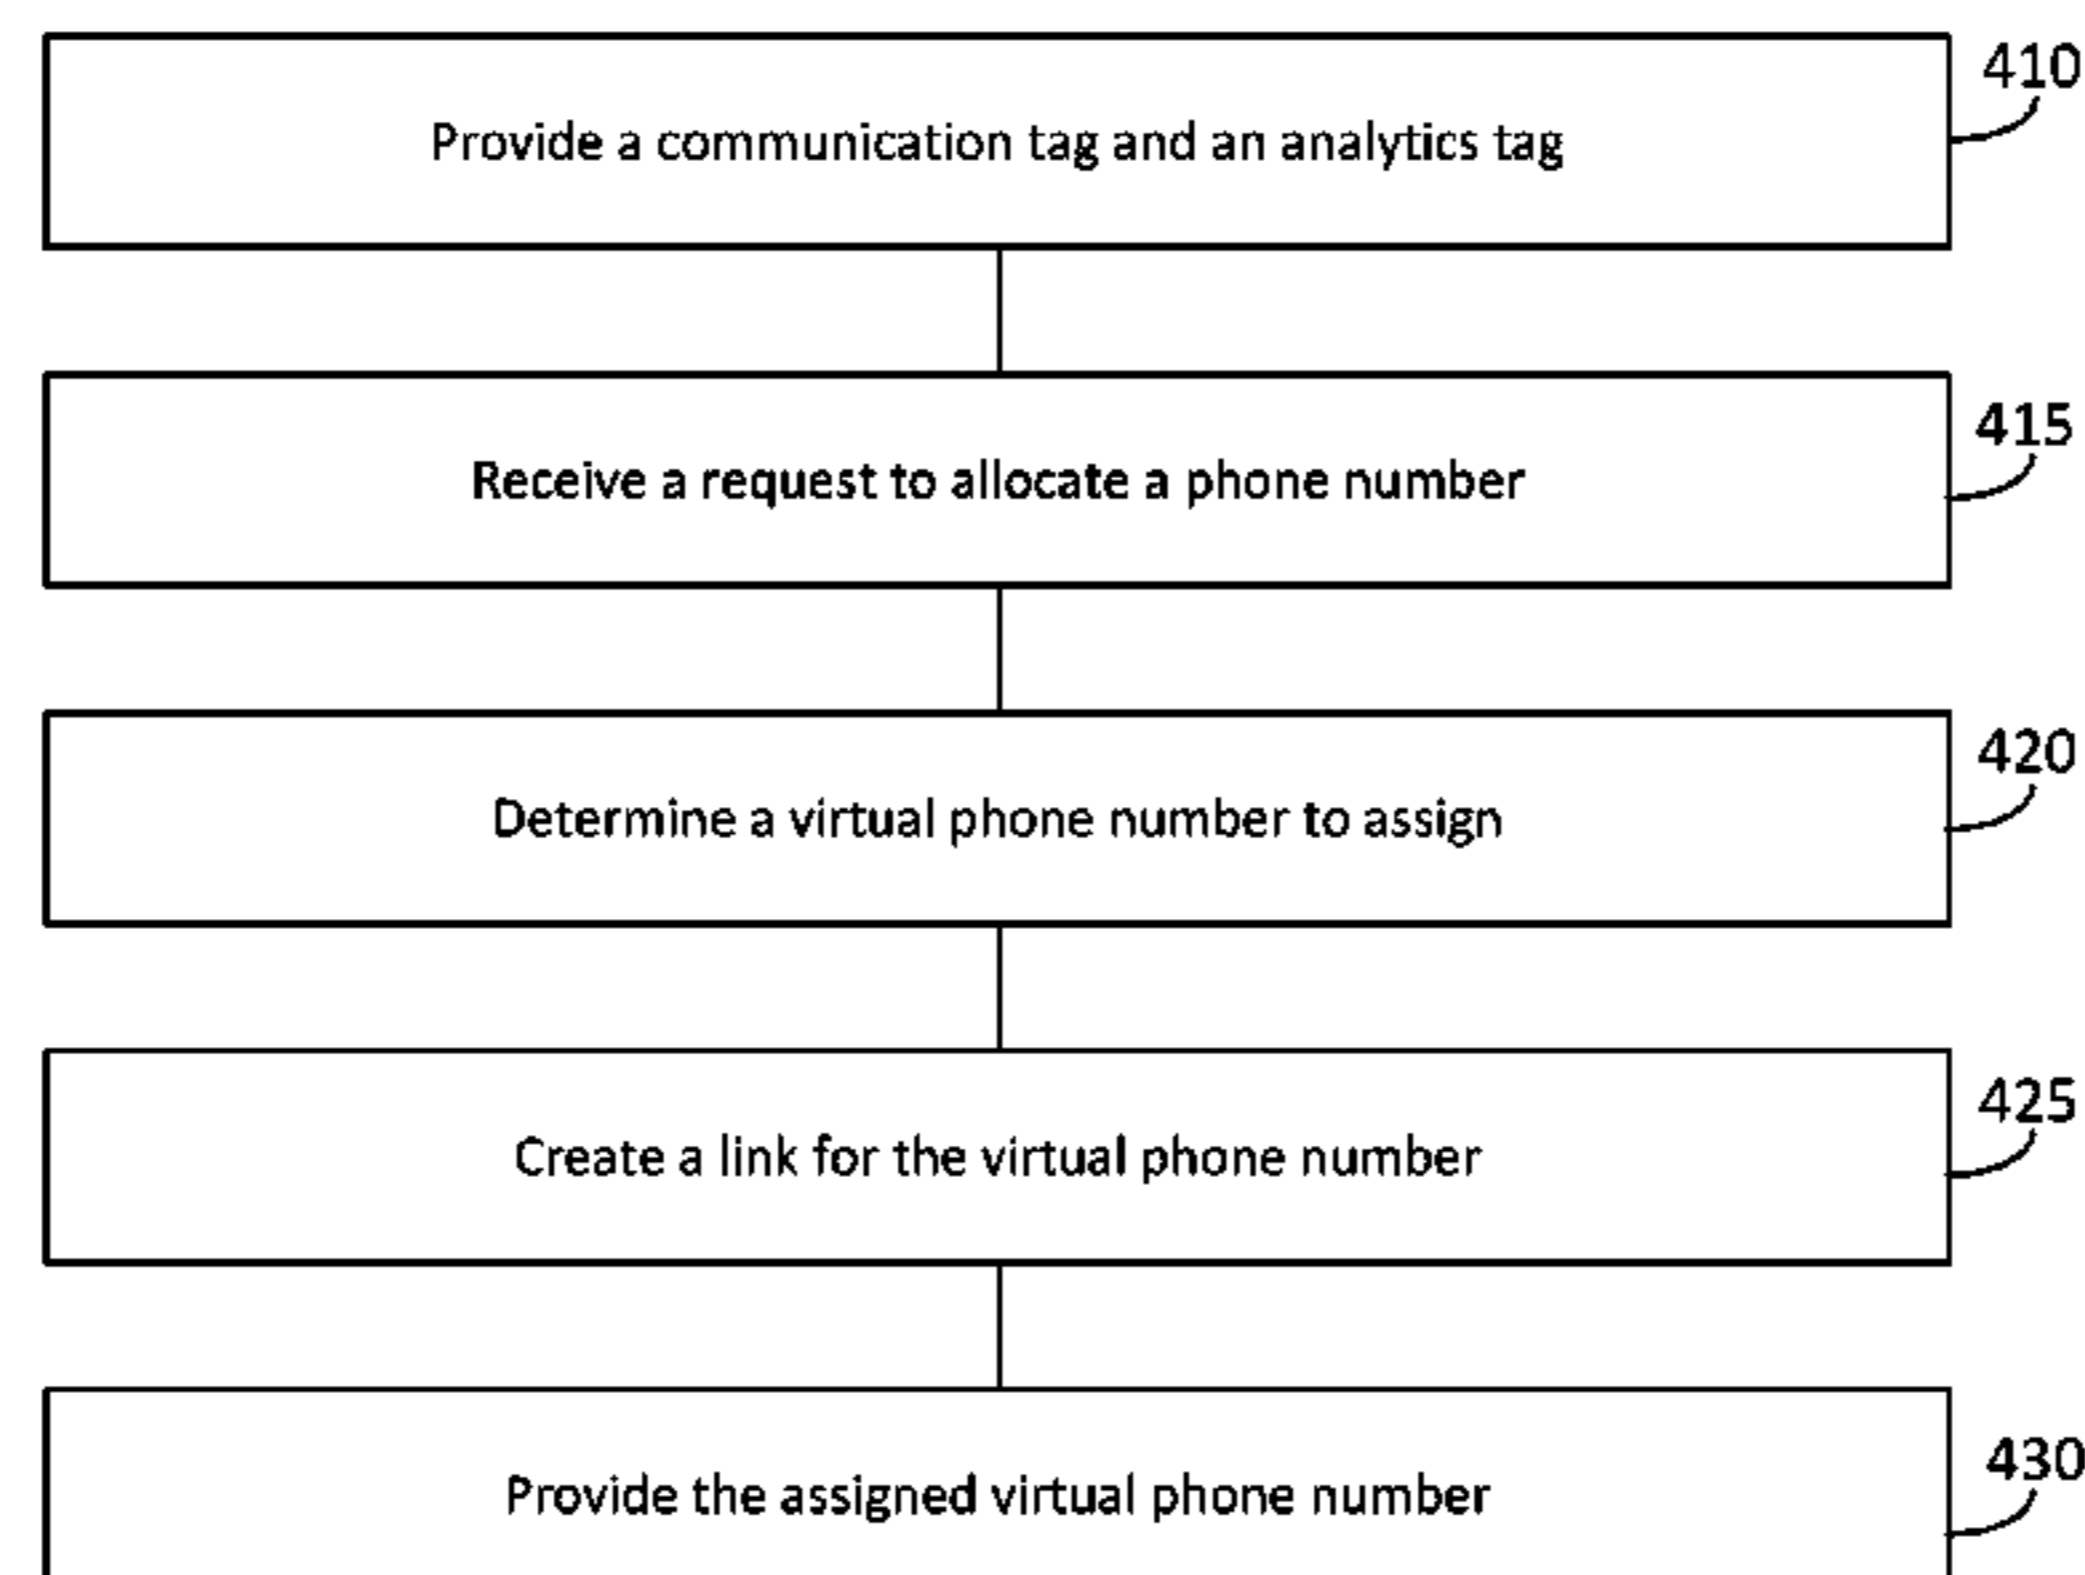 410
Provide a communication tag and an analytics tag
415
Receive a request to allocate a phone number
420
Determine a virtual phone number to assign
425
Create a link for the virtual phone number
430
Provide the assigned virtual phone number